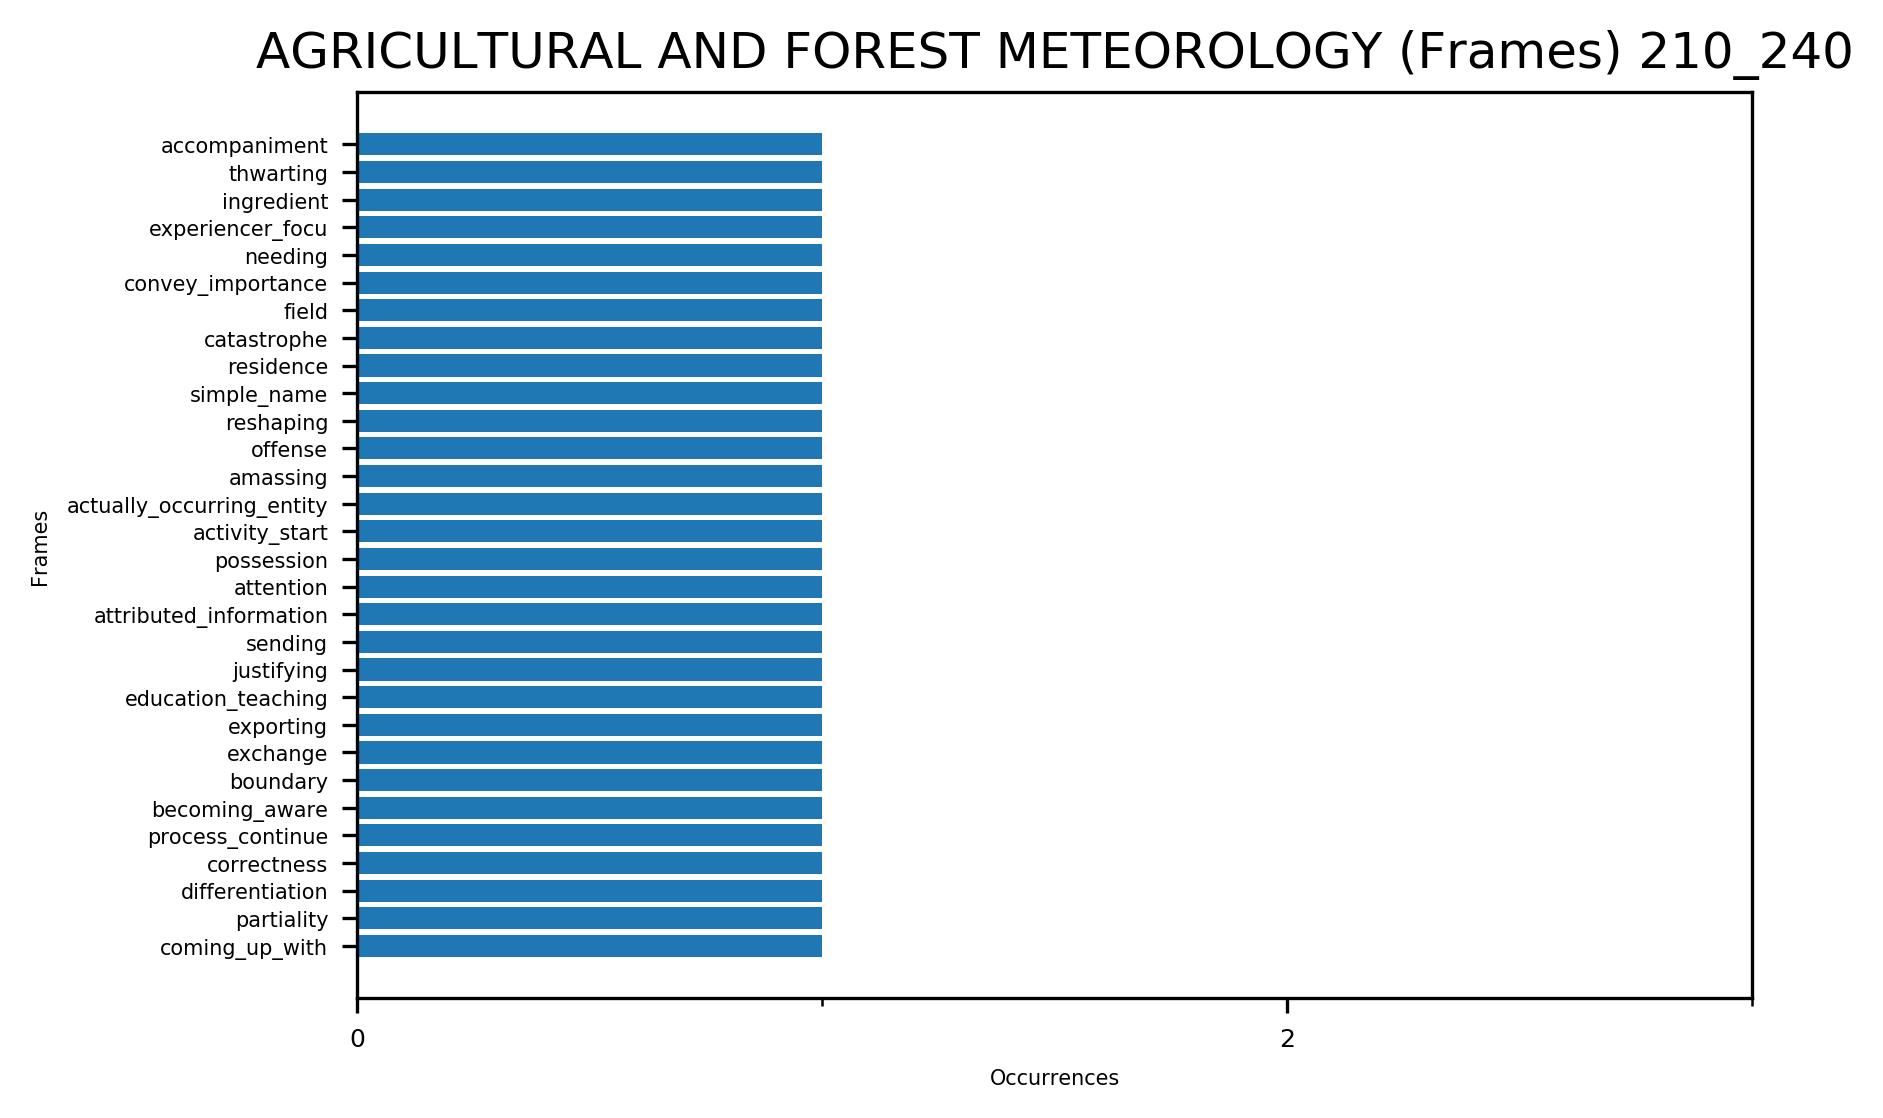 AGRICULTURAL AND FOREST METEOROLOGY (Frames) 210_240
accompaniment
thwarting
ingredient
experiencer_focu
needing
convey_importance
field
catastrophe
residence
simple_name
reshaping
offense
amassing
actually_occurring_entity
activity_start
possession
attention
attributed_information
sending
justifying
education_teaching
exporting
exchange
boundary
becoming_aware
process_continue
correctness
differentiation
partiality
coming_up_with
Frames
0
2
Occurrences